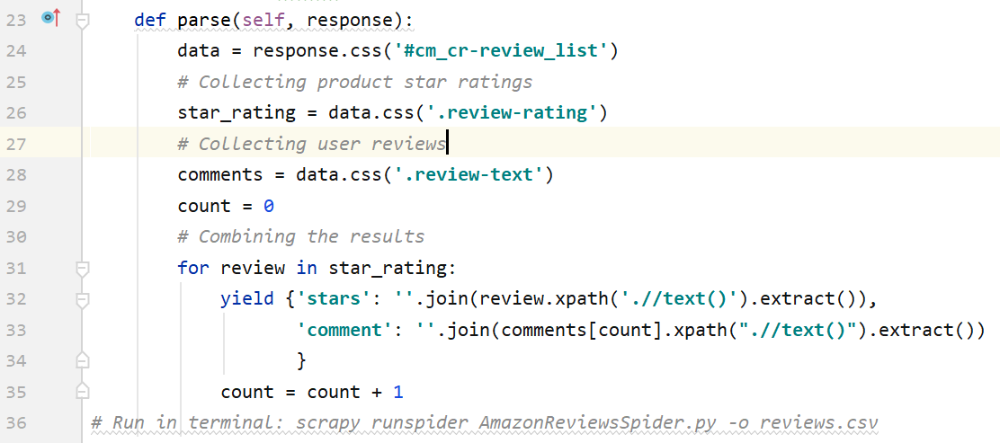 23 def parse(self, response):
24 data = response.css('#cm_cr-review_list')
25 # Collecting product star ratings
26 star_rating = data.css('.review-rating')
27 # Collecting user reviews
28 comments = data.css('.review-text')
29 count = 0
30 # Combining the results
31 for review in star_rating:
32 yield {'stars': ''.join(review.xpath('.//text()').extract()),
33 'comment': ''.join(comments[count].xpath(".//text()").extract())
34 }
35 count = count + 1
36 # Run in terminal: scrapy runspider AmazonReviewsSpider.py -o reviews.csv